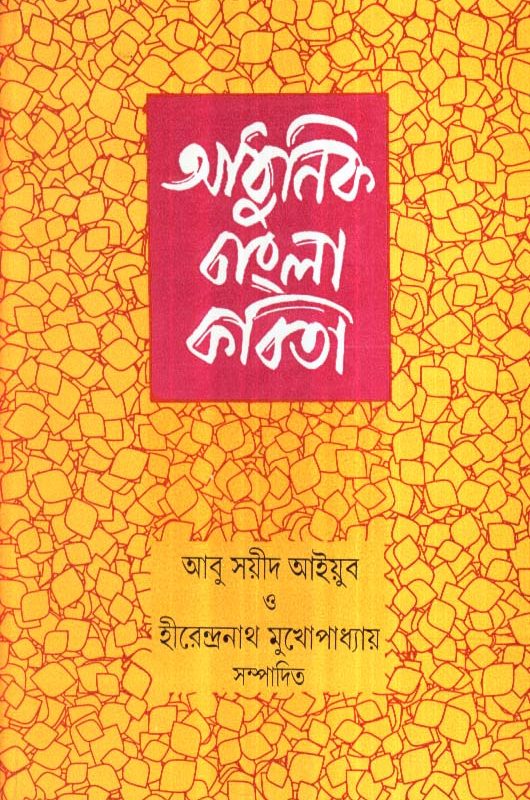 আধুনিক
বাংলা
কবিতা
আবু সয়ীদ আইয়ুব
ও
হীরেন্দ্রনাথ মুখোপাধ্যায়
সম্পাদিত